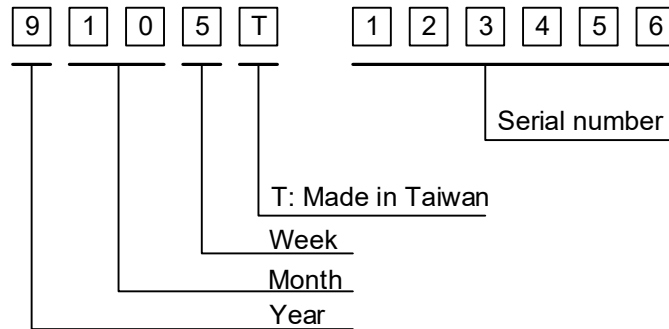 9 1 0 5 T 1 2 3 4 5 6
Serial number
T: Made in Taiwan
Week
Month
Year